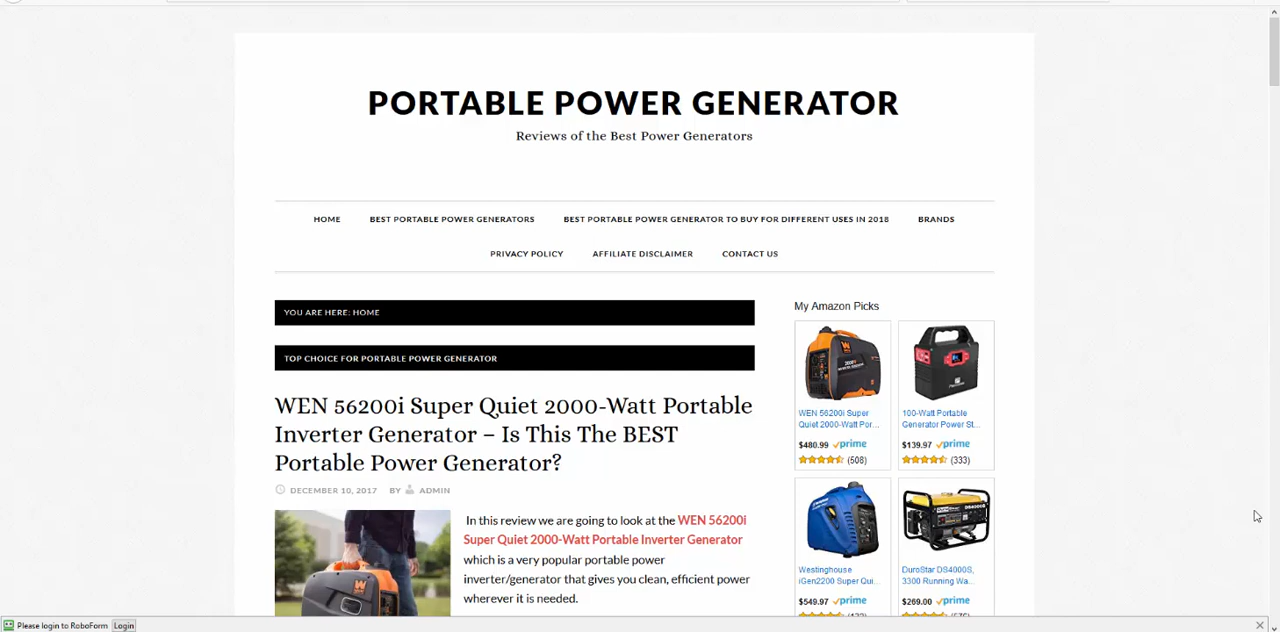 PORTABLE POWER GENERATOR
Reviews of the Best Power Generators
HOME BEST PORTABLE POWER GENERATORS BEST PORTABLE POWER GENERATOR TO BUY FOR DIFFERENT USES IN 2018 BRANDS
PRIVACY POLICY AFFILIATE DISCLAIMER CONTACT US
YOU ARE HERE: HOME
TOP CHOICE FOR PORTABLE POWER GENERATOR
WEN 56200i Super Quiet 2000-Watt Portable
Inverter Generator – Is This The BEST
Portable Power Generator?
DECEMBER 10, 2017 BY ADMIN
In this review we are going to look at the WEN 56200i
Super Quiet 2000-Watt Portable Inverter Generator
which is a very popular portable power
inverter/generator that gives you clean, efficient power
wherever it is needed.
My Amazon Picks
WEN 56200i Super
Quiet 2000-Watt Por...
$480.99 prime
(508)
100-Watt Portable
Generator Power St...
$139.97 prime
(333)
Westinghouse
iGen2200 Super Qui...
$549.97 prime
DuroStar DS4000S,
3300 Running Wa...
$269.00 prime
Please login to RoboForm Login